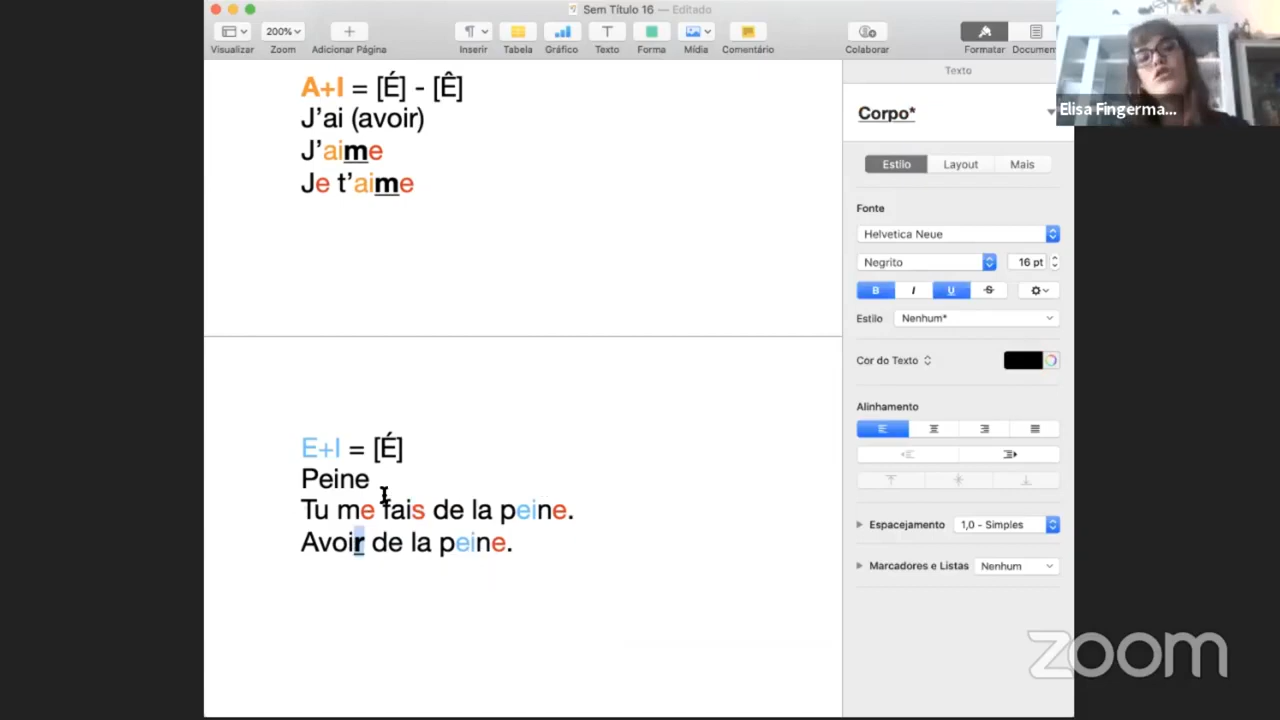 Sem Título 16 — Editado
Visualizar
200%
Zoom
Adicionar Página
Inserir
Tabela
Gráfico
Texto
Forma
Mídia
Comentário
Colaborar
Formatar
Documen
Elisa Fingerma...
A+I = [É] - [Ê]
J’ai (avoir)
J’aime
Je t’aime
E+I = [É]
Peine
Tu me fais de la peine.
Avoir de la peine.
Texto
Corpo*
Estilo
Layout
Mais
Fonte
Helvetica Neue
Negrito
16 pt
B I U S
Estilo
Nenhum*
Cor do Texto
Alinhamento
Espacejamento
1,0 - Simples
Marcadores e Listas
Nenhum
zoom